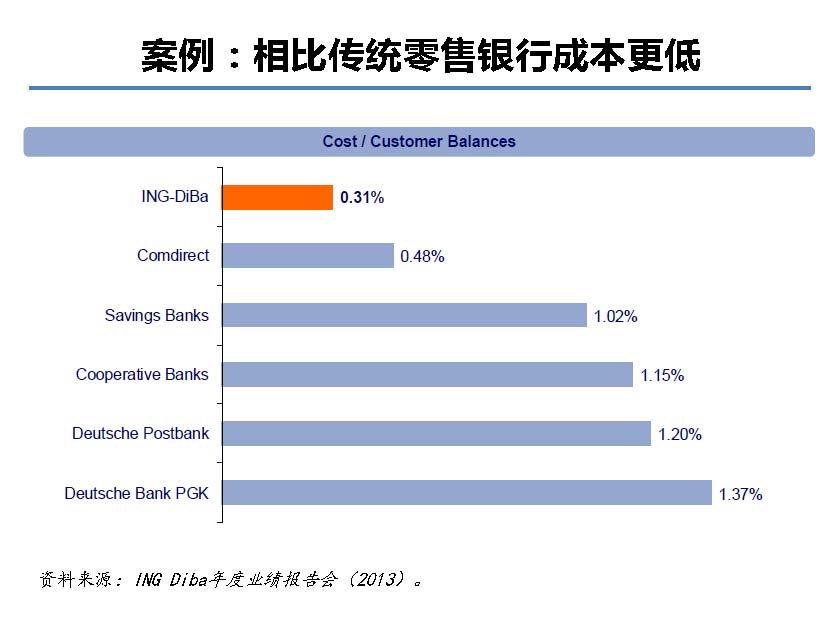 案例：相比传统零售银行成本更低
Cost / Customer Balances
ING-DiBa 0.31%
Comdirect 0.48%
Savings Banks 1.02%
Cooperative Banks 1.15%
Deutsche Postbank 1.20%
Deutsche Bank PGK 1.37%
资料来源：ING Diba年度业绩报告会（2013）。